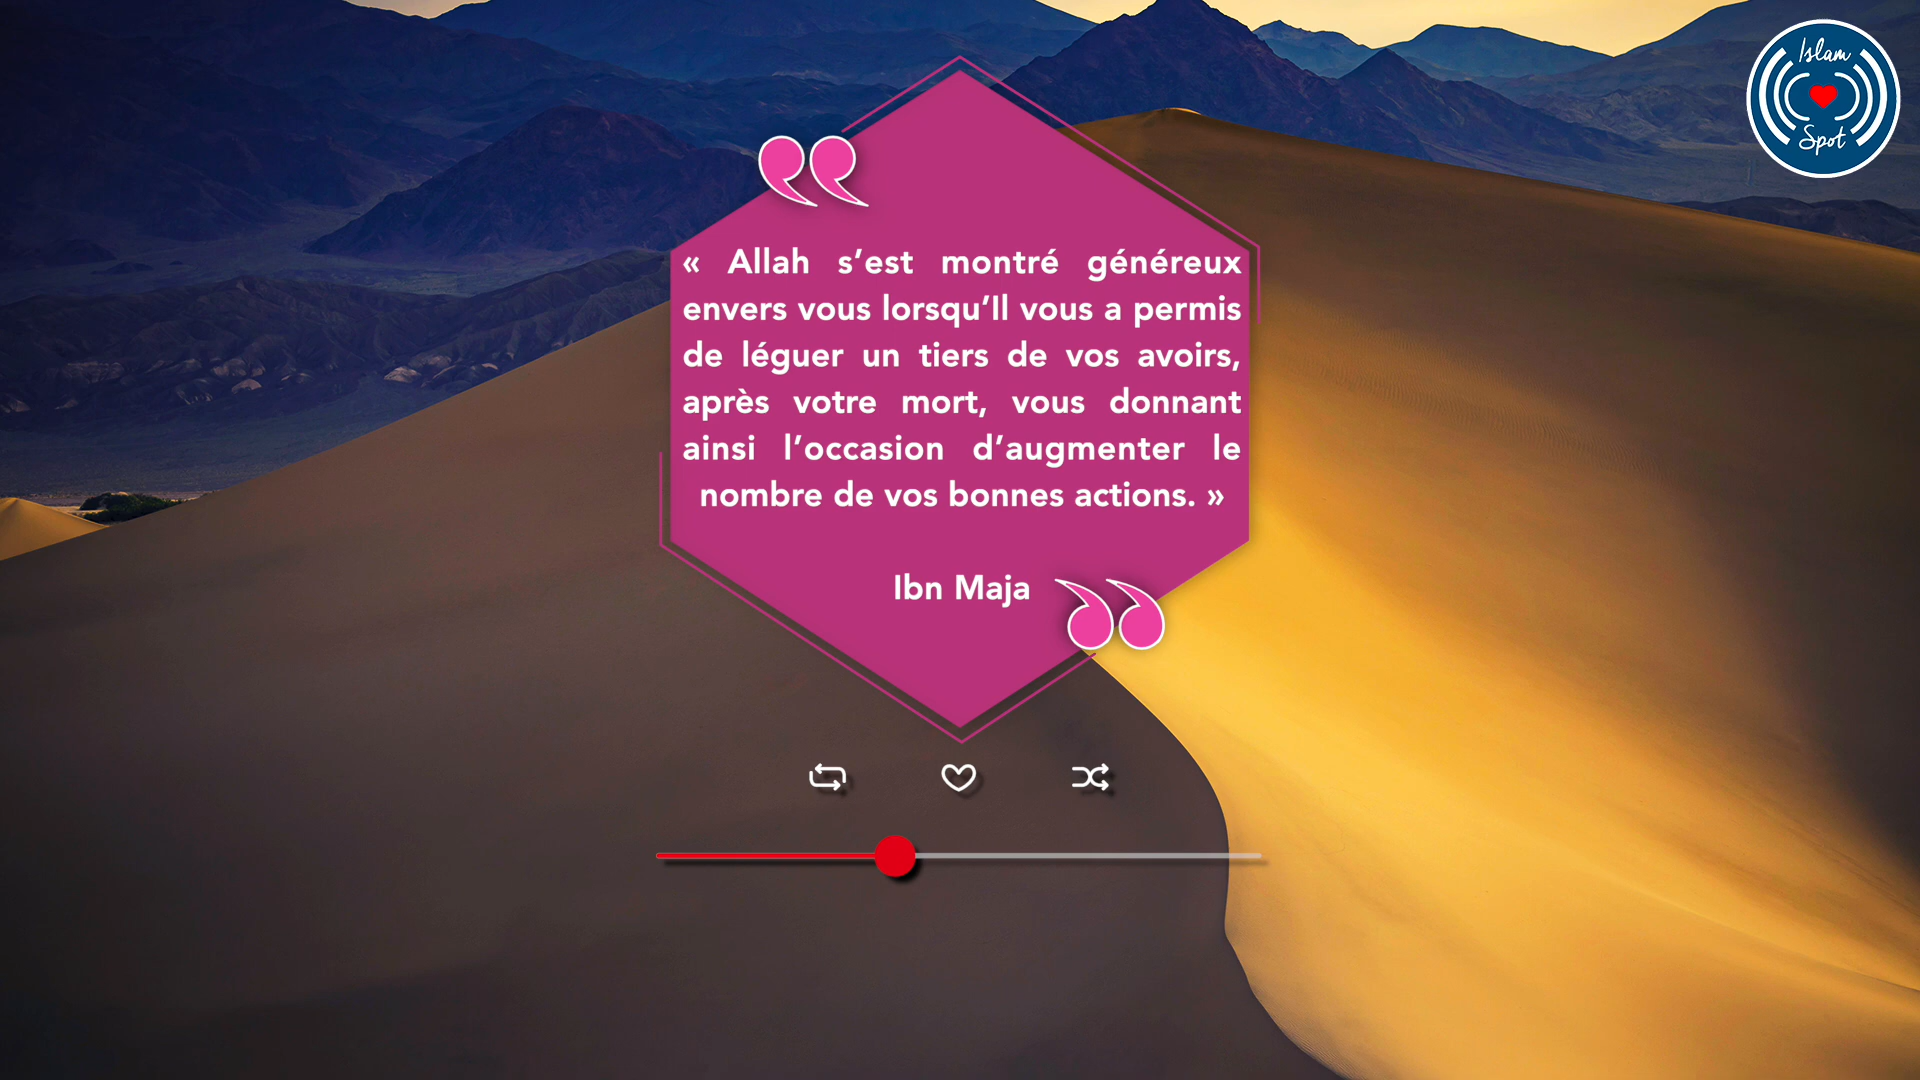 Islam
Spot
« Allah s’est montré généreux
envers vous lorsqu’Il vous a permis
de léguer un tiers de vos avoirs,
après votre mort, vous donnant
ainsi l’occasion d’augmenter le
nombre de vos bonnes actions. »
Ibn Maja